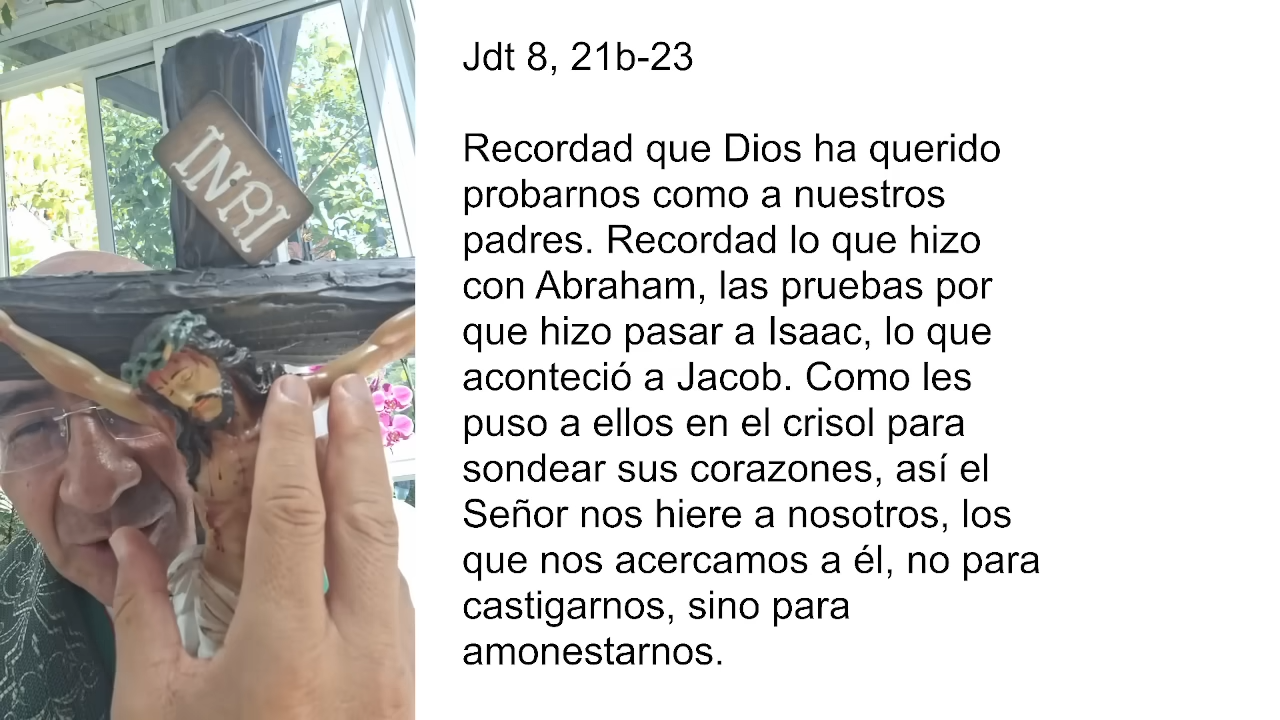 INRI
Jdt 8, 21b-23
Recordad que Dios ha querido
probarnos como a nuestros
padres. Recordad lo que hizo
con Abraham, las pruebas por
que hizo pasar a Isaac, lo que
aconteció a Jacob. Como les
puso a ellos en el crisol para
sondear sus corazones, así el
Señor nos hiere a nosotros, los
que nos acercamos a él, no para
castigarnos, sino para
amonestarnos.